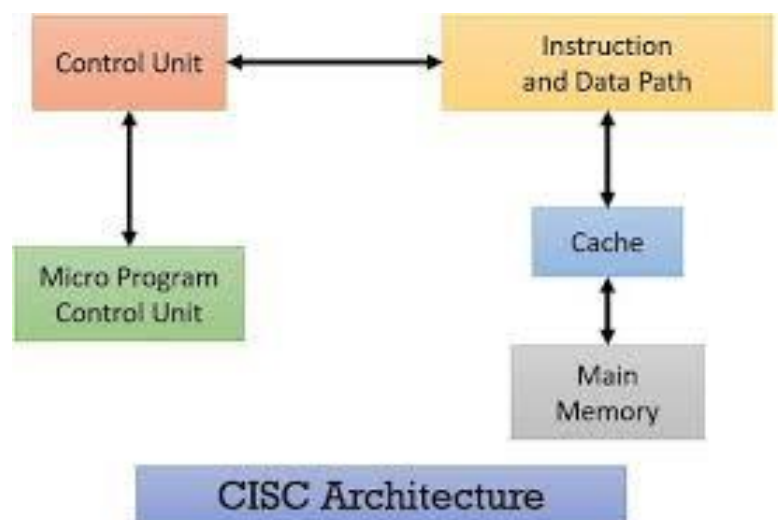 Control Unit
Instruction
and Data Path
Micro Program
Control Unit
Cache
Main
Memory
CISC Architecture